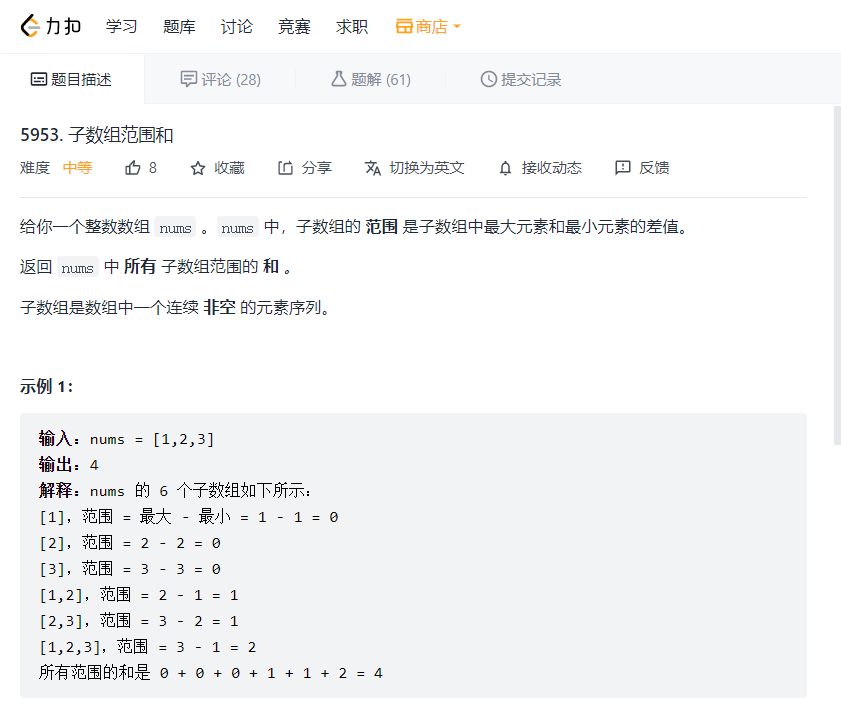 力扣 学习 题库 讨论 竞赛 求职 商店
题目描述 评论 (28) 题解 (61) 提交记录
5953. 子数组范围和
难度 中等 8 收藏 分享 切换为英文 接收动态 反馈
给你一个整数数组 nums 。nums 中，子数组的 范围 是子数组中最大元素和最小元素的差值。
返回 nums 中 所有 子数组范围的 和 。
子数组是数组中一个连续 非空 的元素序列。
示例 1：
输入：nums = [1,2,3]
输出：4
解释：nums 的 6 个子数组如下所示：
[1]，范围 = 最大 - 最小 = 1 - 1 = 0
[2]，范围 = 2 - 2 = 0
[3]，范围 = 3 - 3 = 0
[1,2]，范围 = 2 - 1 = 1
[2,3]，范围 = 3 - 2 = 1
[1,2,3]，范围 = 3 - 1 = 2
所有范围的和是 0 + 0 + 0 + 1 + 1 + 2 = 4